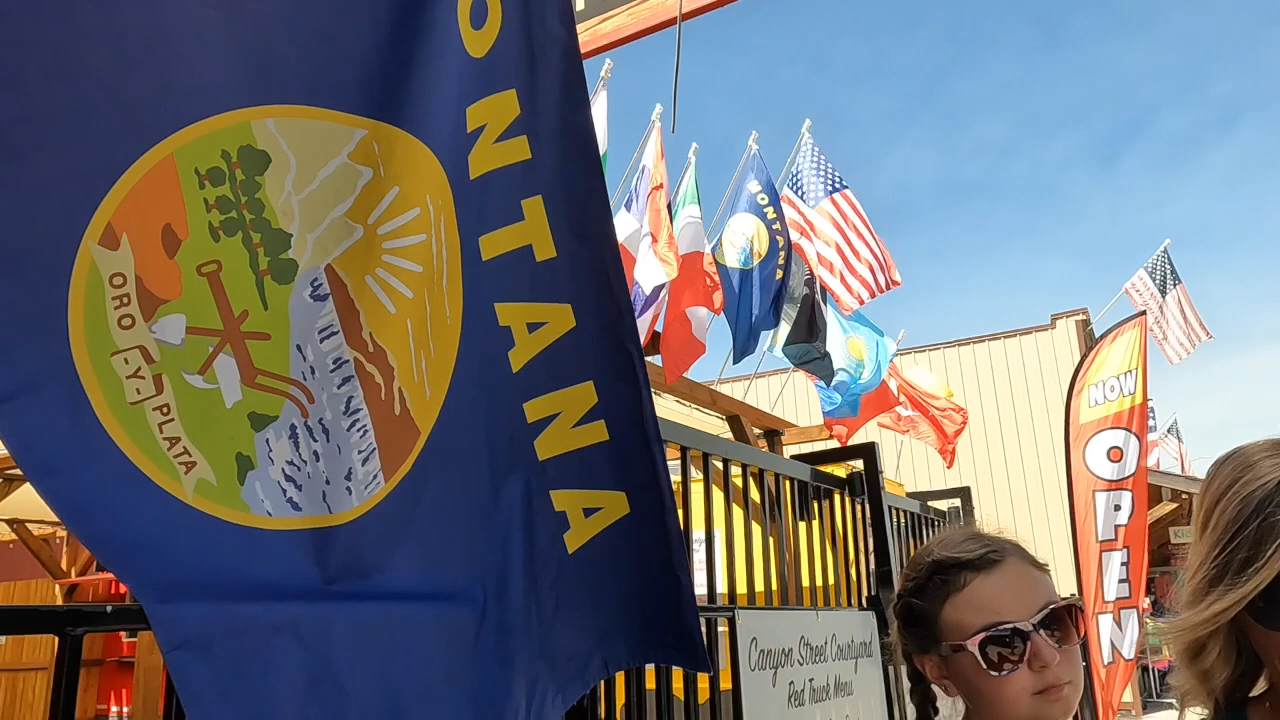 ONTANA
ORO
-Y-
PLATA
MONTANA
NOW
OPEN
Canyon Street Courtyard
Red Truck Menu